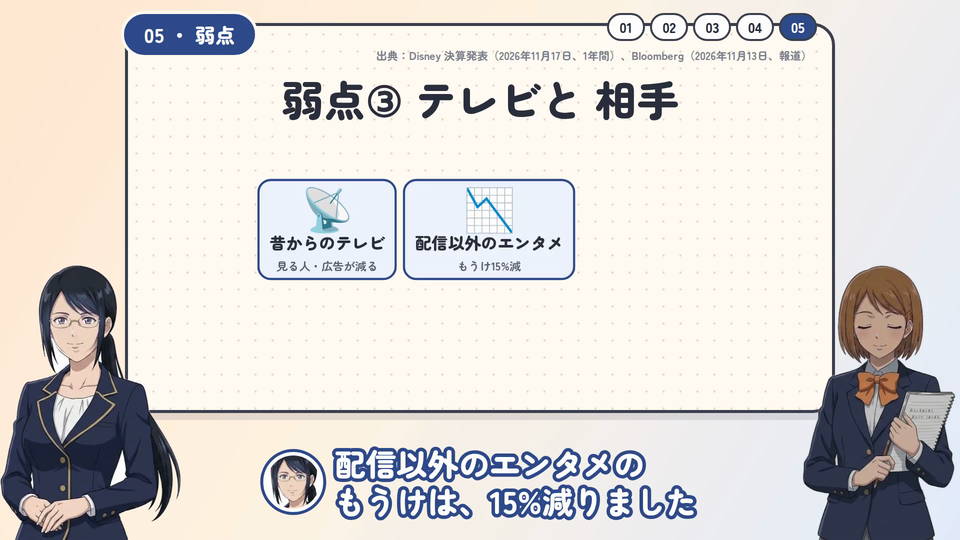 05 ・ 弱点
01 02 03 04 05
出典：Disney 決算発表（2026年11月17日、1年間）、Bloomberg（2026年11月13日、報道）
弱点③ テレビと 相手
昔からのテレビ
見る人・広告が減る
配信以外のエンタメ
もうけ15%減
配信以外のエンタメの
もうけは、15%減りました